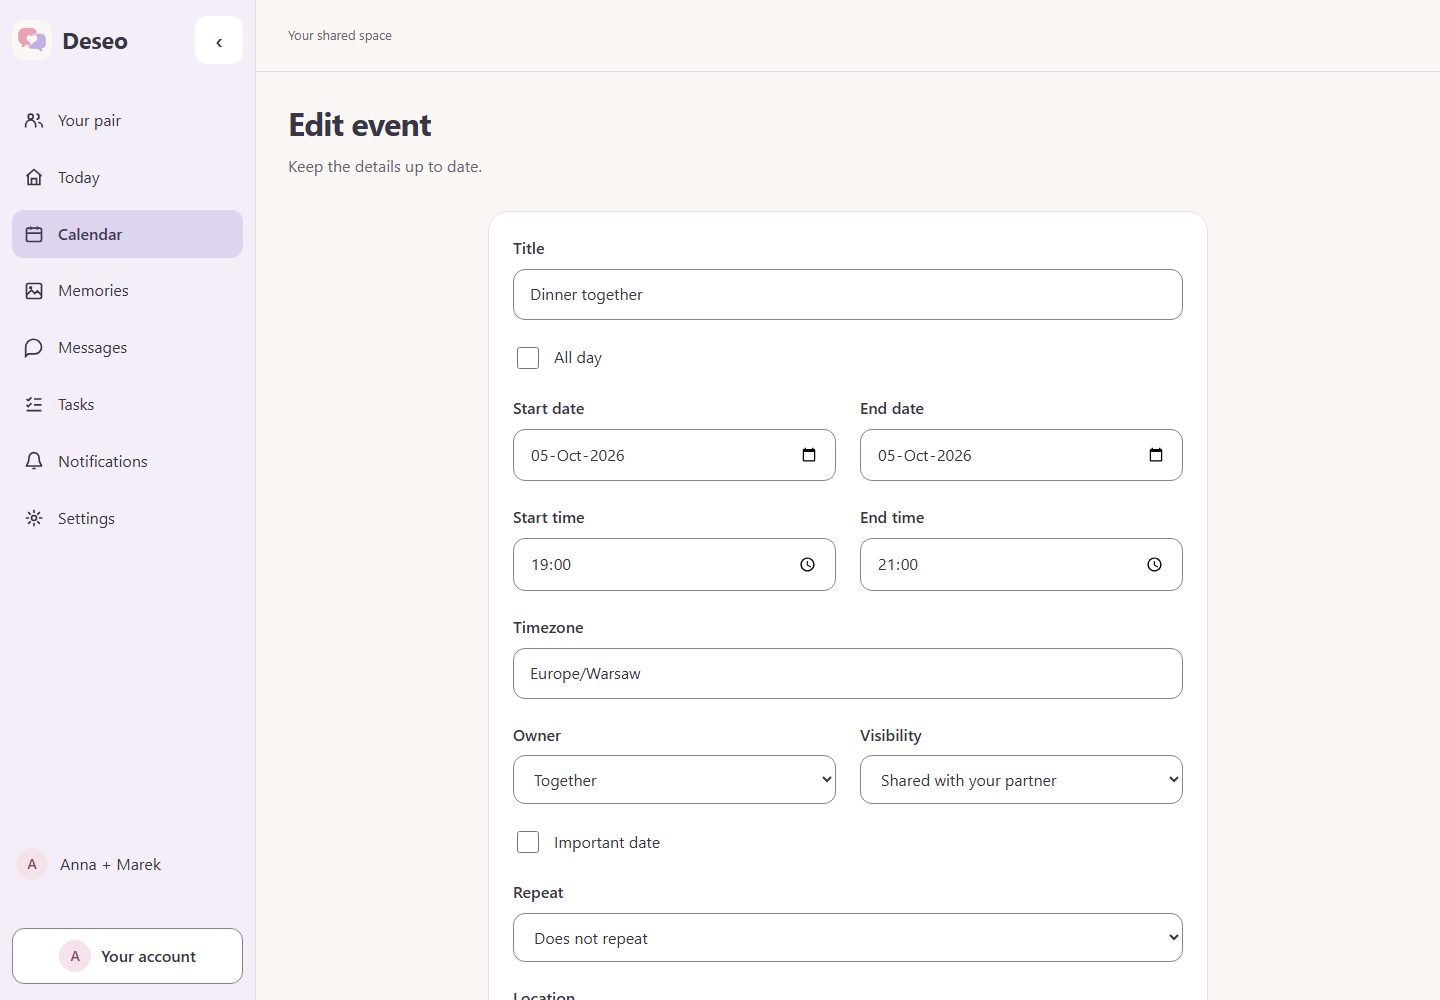 Deseo
‹
Your shared space
Your pair
Today
Calendar
Memories
Messages
Tasks
Notifications
Settings
A Anna + Marek
A Your account
Edit event
Keep the details up to date.
Title
Dinner together
All day
Start date End date
05-Oct-2026 05-Oct-2026
Start time End time
19:00 21:00
Timezone
Europe/Warsaw
Owner Visibility
Together Shared with your partner
Important date
Repeat
Does not repeat
Location